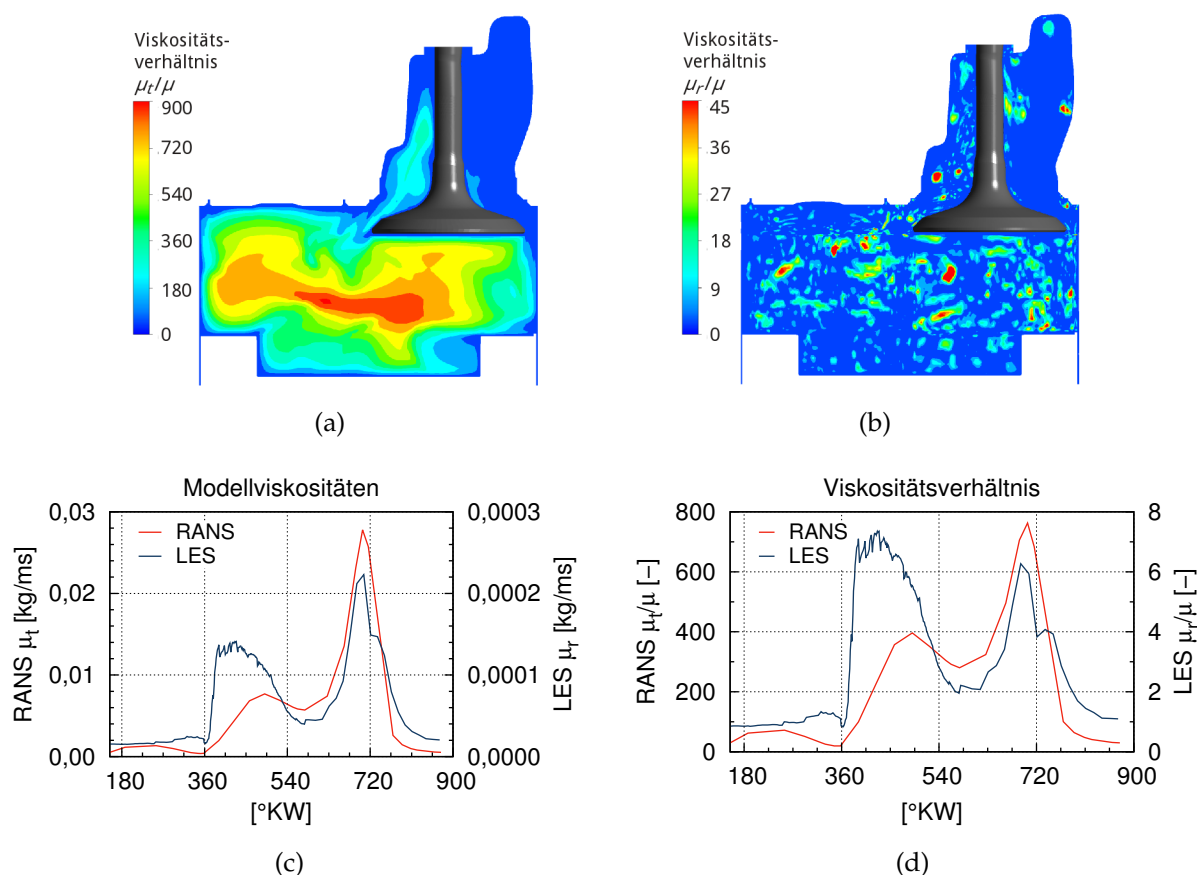 Viskositäts-
verhältnis
μt/μ
900
720
540
360
180
0
(a)
Viskositäts-
verhältnis
μr/μ
45
36
27
18
9
0
(b)
Modellviskositäten
RANS
LES
0,03
0,02
0,01
0,00
RANS μt [kg/ms]
0,0003
0,0002
0,0001
0,0000
LES μr [kg/ms]
180 360 540 720 900
[°KW]
(c)
Viskositätsverhältnis
RANS
LES
800
600
400
200
0
RANS μt/μ [–]
8
6
4
2
0
LES μr/μ [–]
180 360 540 720 900
[°KW]
(d)